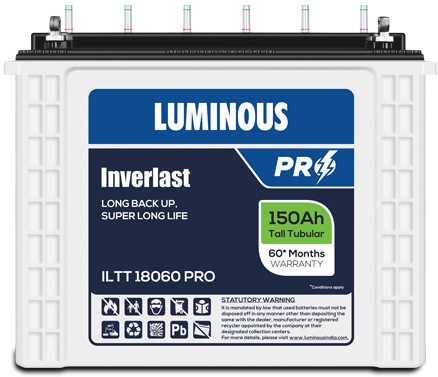 LUMINOUS
PRO
Inverlast
LONG BACK UP,
SUPER LONG LIFE
150Ah
Tall Tubular
60* Months
WARRANTY
*Conditions apply
ILTT 18060 PRO
STATUTORY WARNING
It is mandated by law that used batteries must not be
disposed off in any manner other than depositing the
same with the dealer, manufacturer or registered
recycler appointed by the company at their
designated collection centers.
For more details, please visit www.luminousindia.com.
Pb